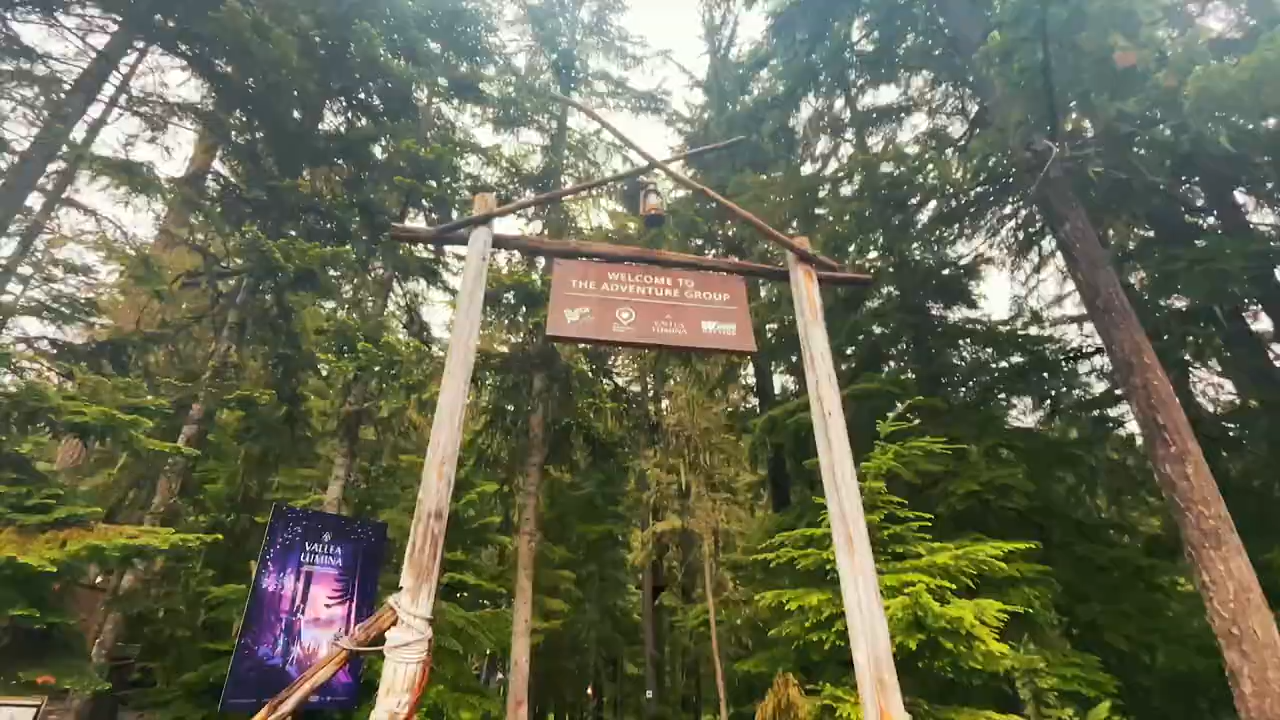 WELCOME TO
THE ADVENTURE GROUP
VALLEA
LUMINA
VALLEA
LUMINA